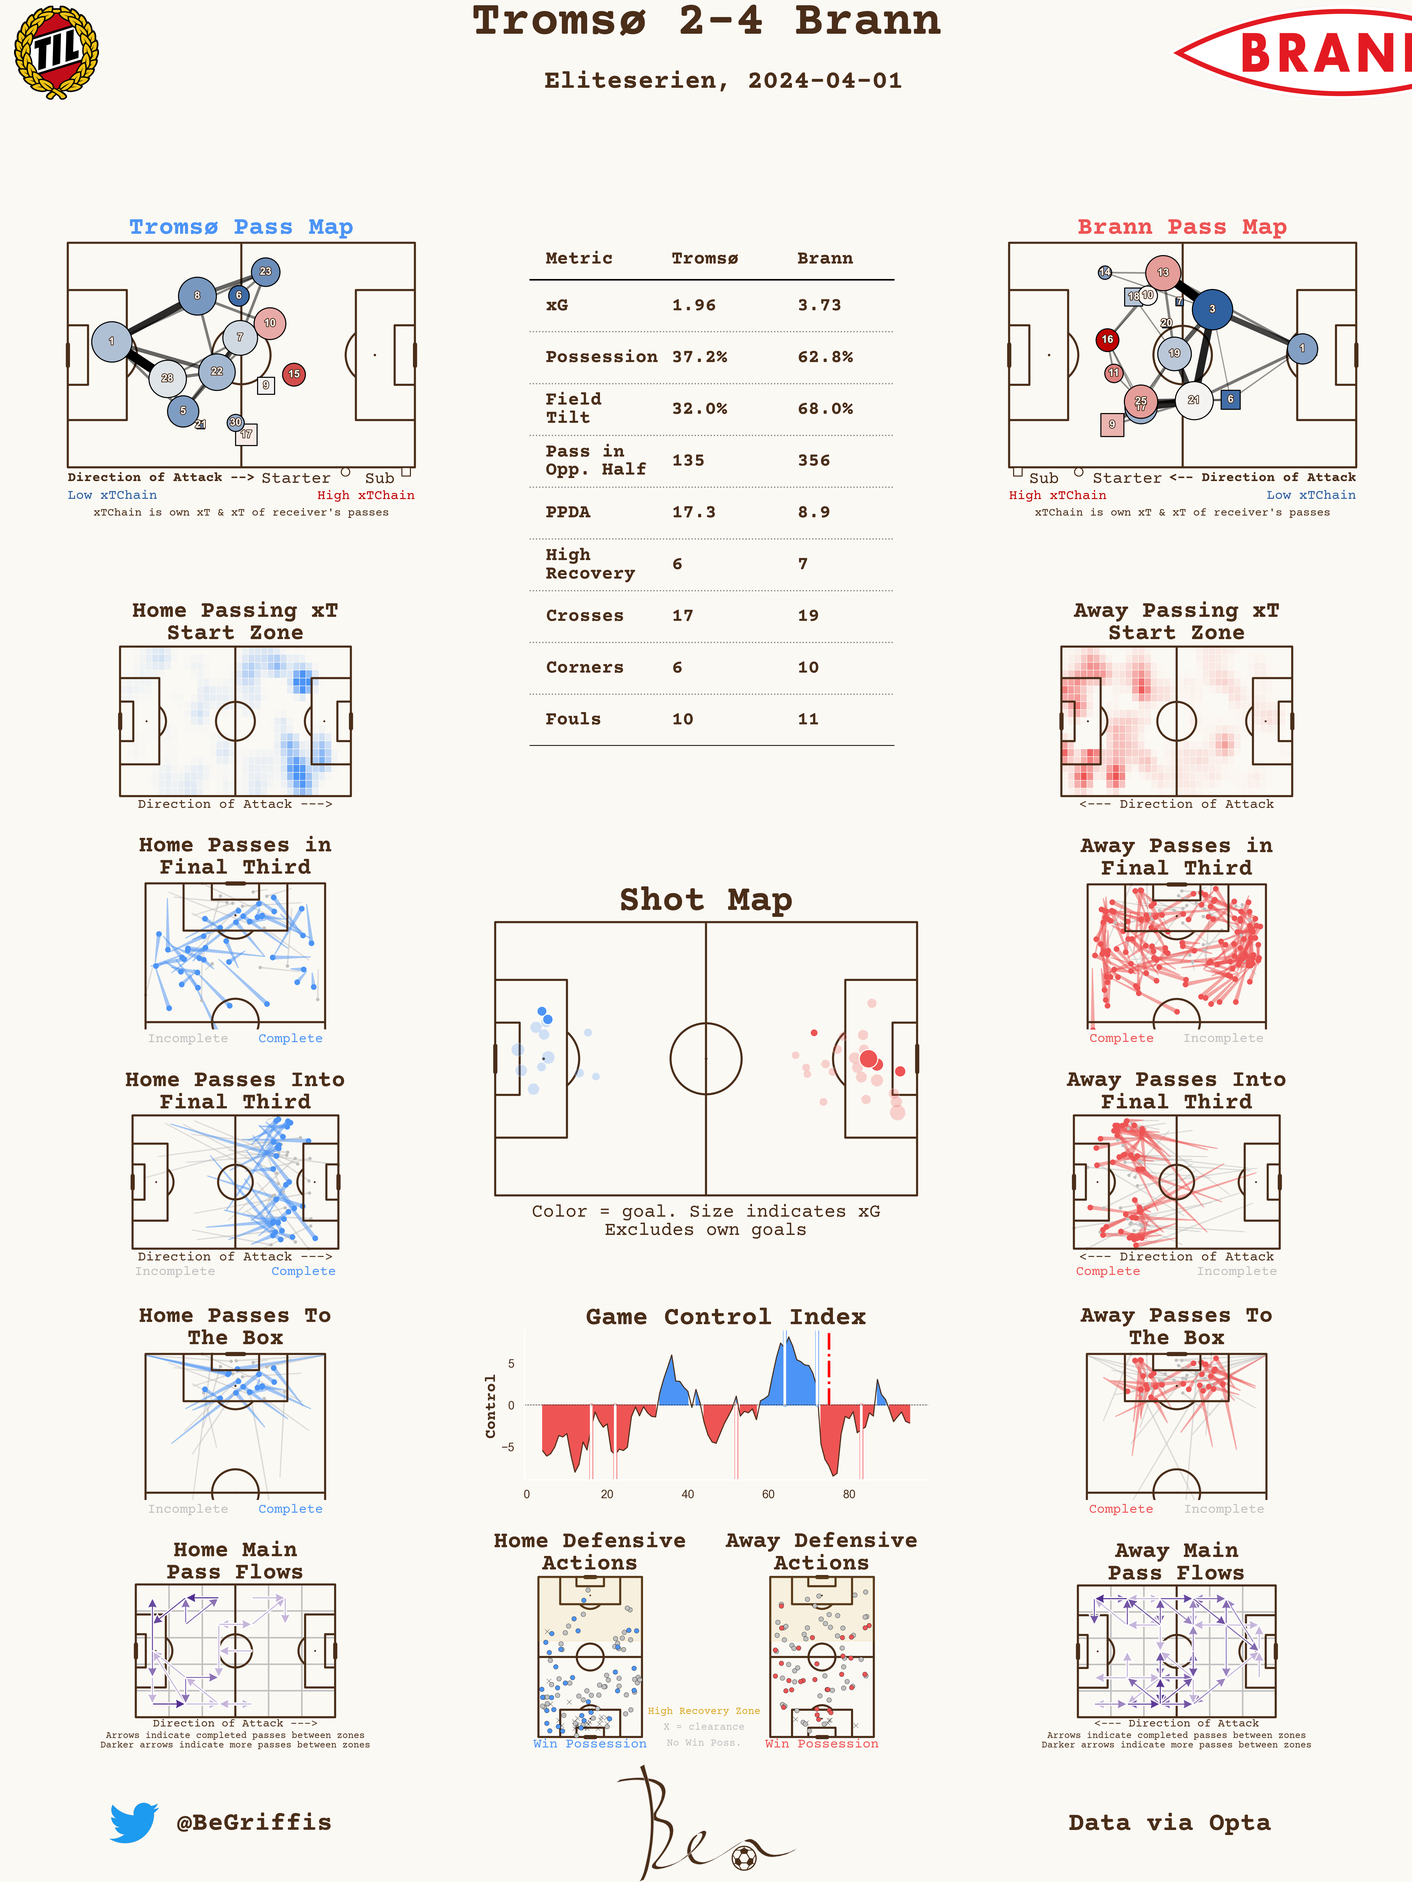 Tromsø 2-4 Brann
TIL
BRANN
Eliteserien, 2024-04-01
Tromsø Pass Map
23
8
6
10
7
1
28
22
15
9
5
21
30
17
Direction of Attack --> Starter Sub
Low xTChain High xTChain
xTChain is own xT & xT of receiver's passes
Metric Tromsø Brann
xG 1.96 3.73
Possession 37.2% 62.8%
Field
Tilt 32.0% 68.0%
Pass in
Opp. Half 135 356
PPDA 17.3 8.9
High
Recovery 6 7
Crosses 17 19
Corners 6 10
Fouls 10 11
Brann Pass Map
14
13
18
10
7
3
20
16
19
1
11
25
17
21
6
9
Sub Starter <-- Direction of Attack
High xTChain Low xTChain
xTChain is own xT & xT of receiver's passes
Home Passing xT
Start Zone
Direction of Attack --->
Away Passing xT
Start Zone
<--- Direction of Attack
Home Passes in
Final Third
Incomplete Complete
Away Passes in
Final Third
Complete Incomplete
Shot Map
Color = goal. Size indicates xG
Excludes own goals
Home Passes Into
Final Third
Direction of Attack --->
Incomplete Complete
Away Passes Into
Final Third
<--- Direction of Attack
Complete Incomplete
Home Passes To
The Box
Incomplete Complete
Game Control Index
Control
5
0
−5
0 20 40 60 80
Away Passes To
The Box
Complete Incomplete
Home Main
Pass Flows
Direction of Attack --->
Arrows indicate completed passes between zones
Darker arrows indicate more passes between zones
Home Defensive
Actions
Win Possession
Away Defensive
Actions
Win Possession
High Recovery Zone
X = clearance
No Win Poss.
Away Main
Pass Flows
<--- Direction of Attack
Arrows indicate completed passes between zones
Darker arrows indicate more passes between zones
@BeGriffis
Ben
Data via Opta